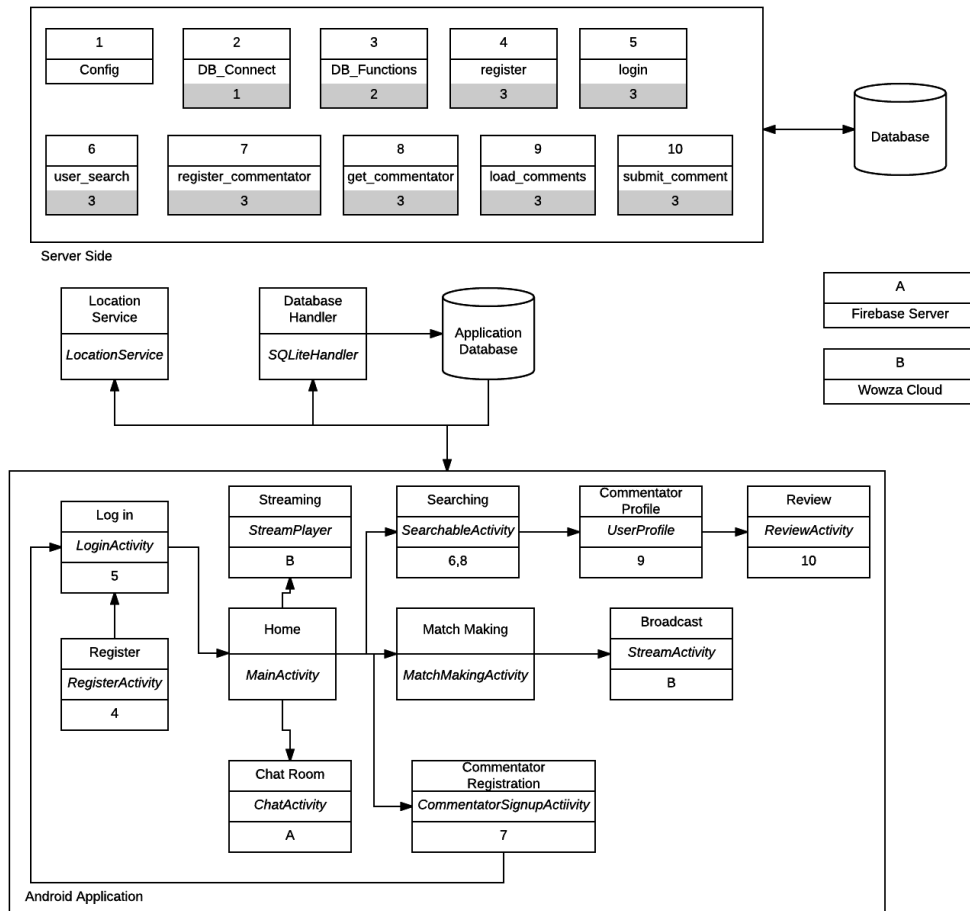 1
Config
2
DB_Connect
1
3
DB_Functions
2
4
register
3
5
login
3
6
user_search
3
7
register_commentator
3
8
get_commentator
3
9
load_comments
3
10
submit_comment
3
Server Side
Database
Location
Service
LocationService
Database
Handler
SQLiteHandler
Application
Database
A
Firebase Server
B
Wowza Cloud
Log in
LoginActivity
5
Streaming
StreamPlayer
B
Searching
SearchableActivity
6,8
Commentator
Profile
UserProfile
9
Review
ReviewActivity
10
Register
RegisterActivity
4
Home
MainActivity
Match Making
MatchMakingActivity
Broadcast
StreamActivity
B
Chat Room
ChatActivity
A
Commentator
Registration
CommentatorSignupActiivity
7
Android Application